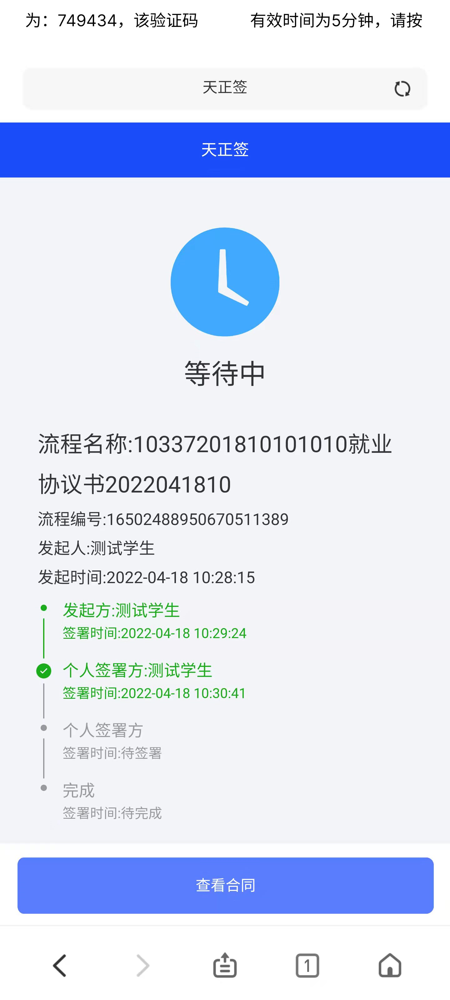 为：749434，该验证码 有效时间为5分钟，请按
天正签
天正签
等待中
流程名称:10337201810101010就业
协议书2022041810
流程编号:16502488950670511389
发起人:测试学生
发起时间:2022-04-18 10:28:15
发起方:测试学生
签署时间:2022-04-18 10:29:24
个人签署方:测试学生
签署时间:2022-04-18 10:30:41
个人签署方
签署时间:待签署
完成
签署时间:待完成
查看合同
1